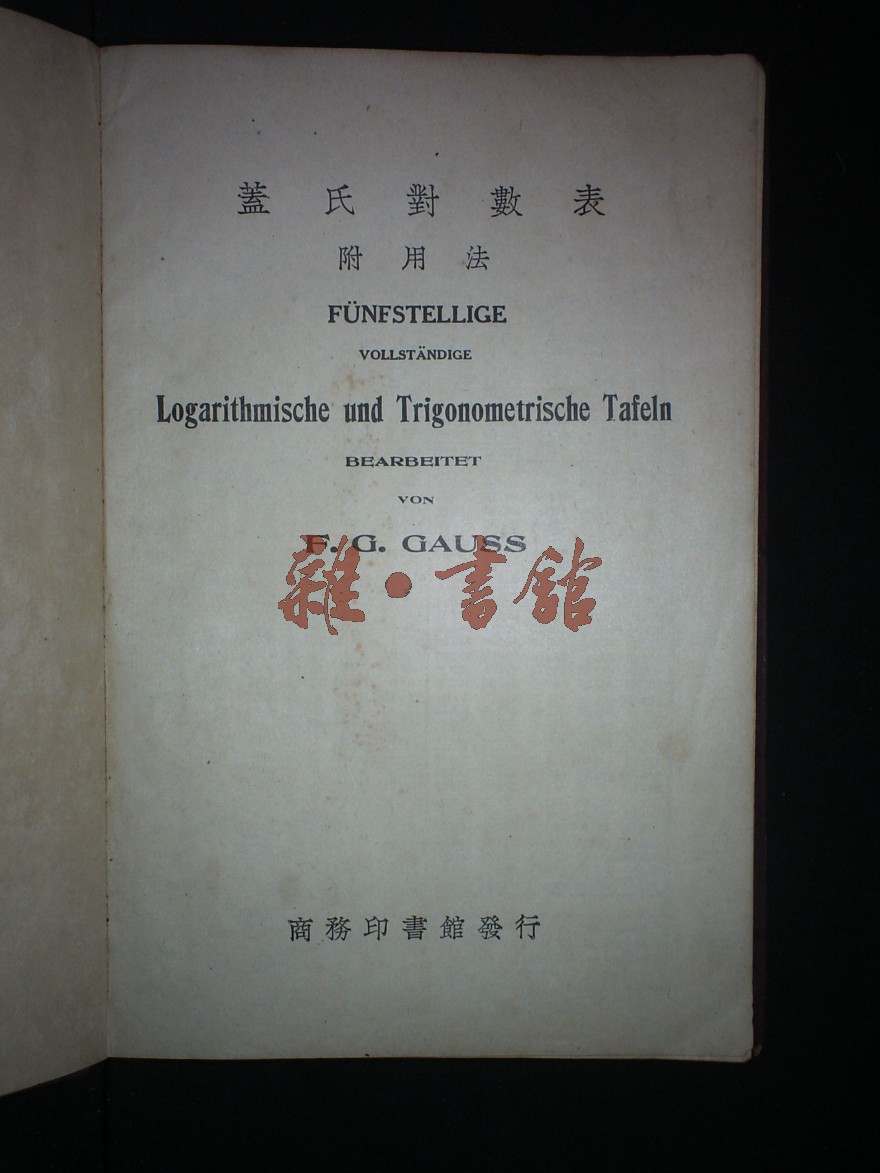 蓋氏對數表
附用法
FÜNFSTELLIGE
VOLLSTÄNDIGE
Logarithmische und Trigonometrische Tafeln
BEARBEITET
VON
F. G. GAUSS
雜·書館
商務印書館發行